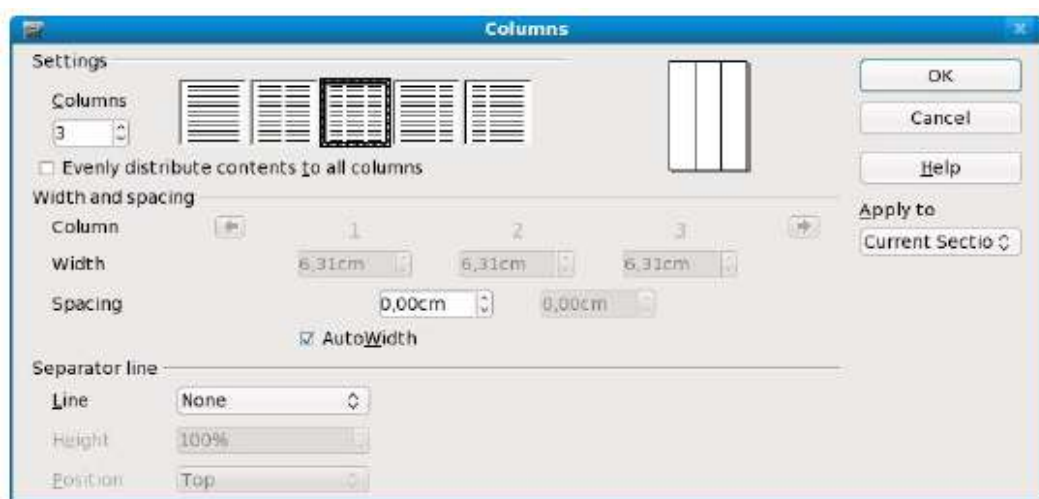 Columns
Settings
Columns
3
Evenly distribute contents to all columns
OK
Cancel
Help
Apply to
Current Sectio
Width and spacing
Column 1 2 3
Width 6,31cm 6,31cm 6,31cm
Spacing 0,00cm 0,00cm
AutoWidth
Separator line
Line None
Height 100%
Position Top